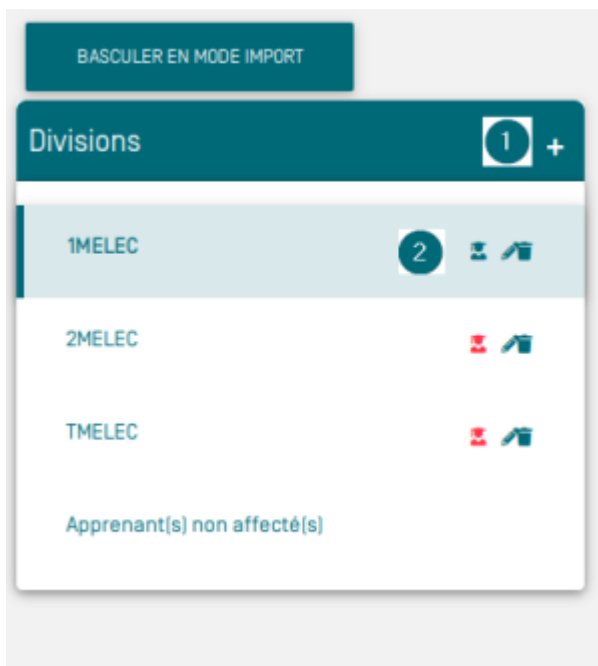 BASCULER EN MODE IMPORT
Divisions 1 +
1MELEC 2
2MELEC
TMELEC
Apprenant(s) non affecté(s)